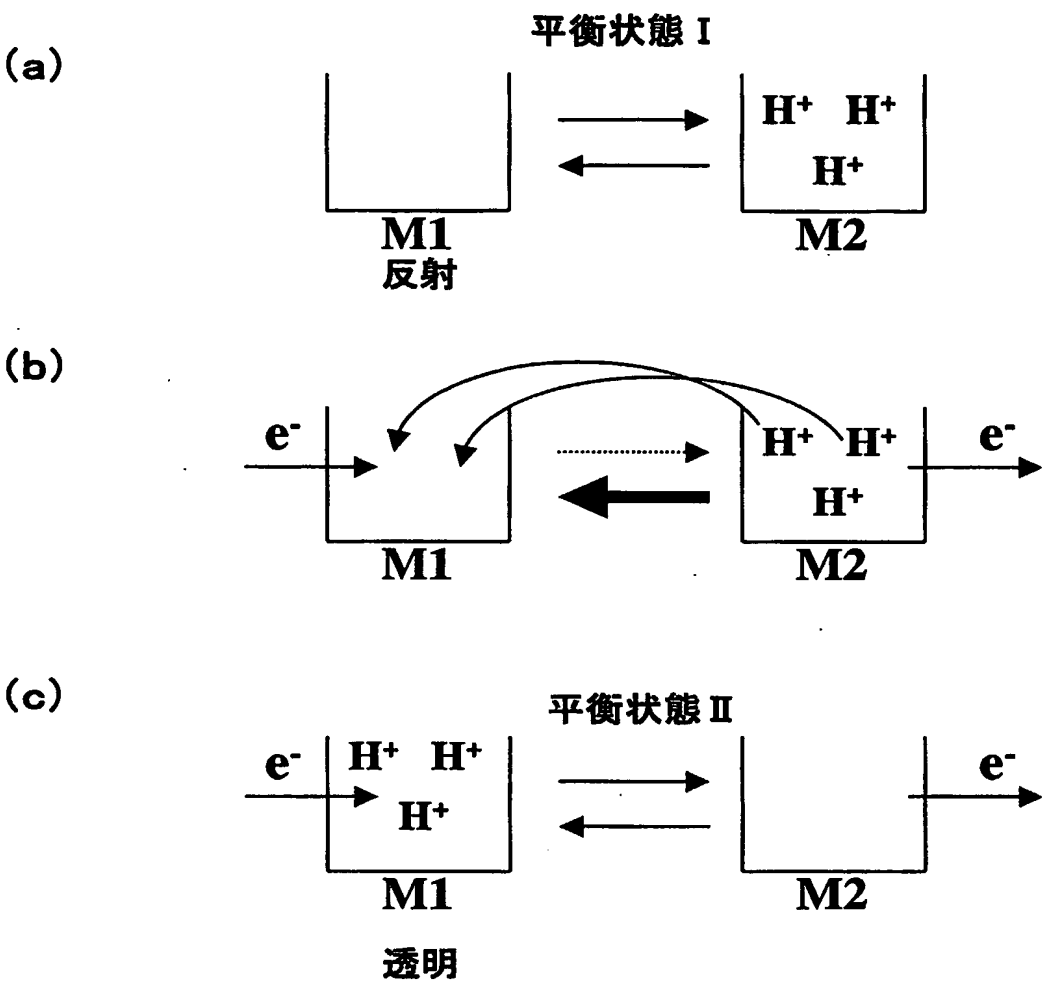 平衡状態 I
(a)
H⁺ H⁺
H⁺
M1 M2
反射
(b)
e⁻ H⁺ H⁺ e⁻
H⁺
M1 M2
(c)
平衡状態 II
e⁻ H⁺ H⁺ e⁻
H⁺
M1 M2
透明